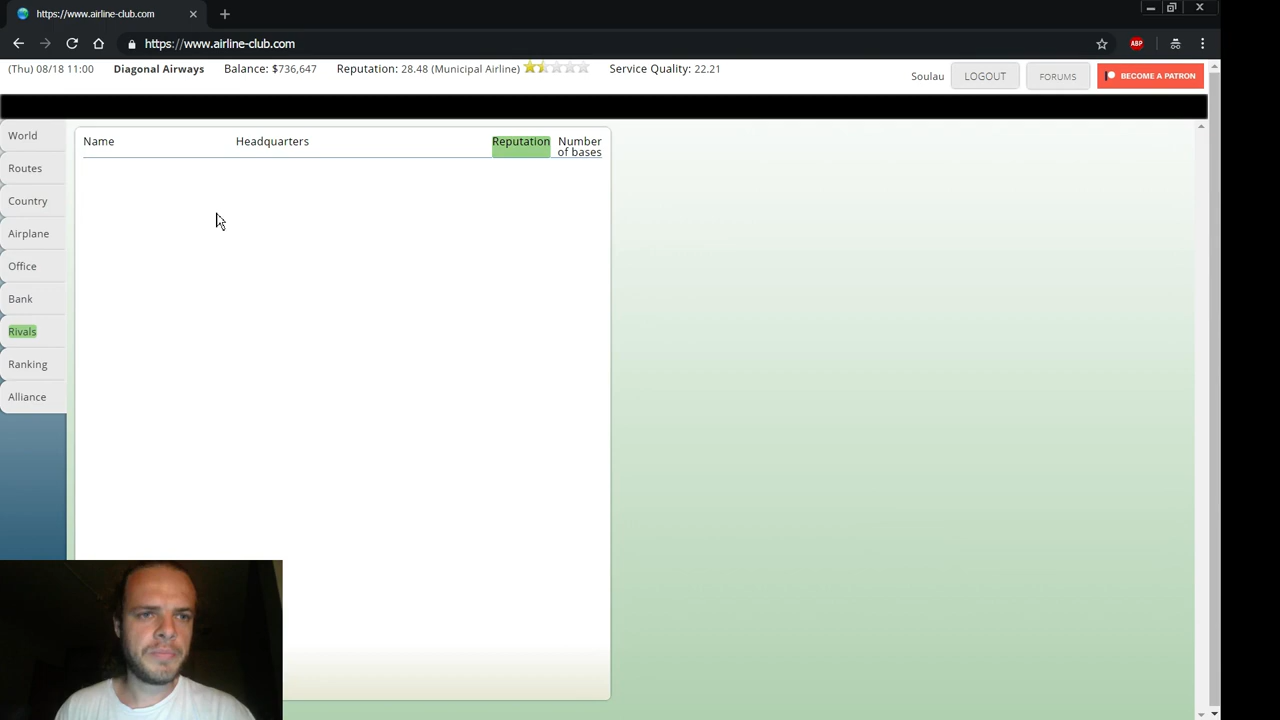 https://www.airline-club.com
https://www.airline-club.com
ABP
(Thu) 08/18 11:00 Diagonal Airways Balance: $736,647 Reputation: 28.48 (Municipal Airline) Service Quality: 22.21
Soulau LOGOUT FORUMS BECOME A PATRON
World
Routes
Country
Airplane
Office
Bank
Rivals
Ranking
Alliance
Name Headquarters Reputation Number
of bases